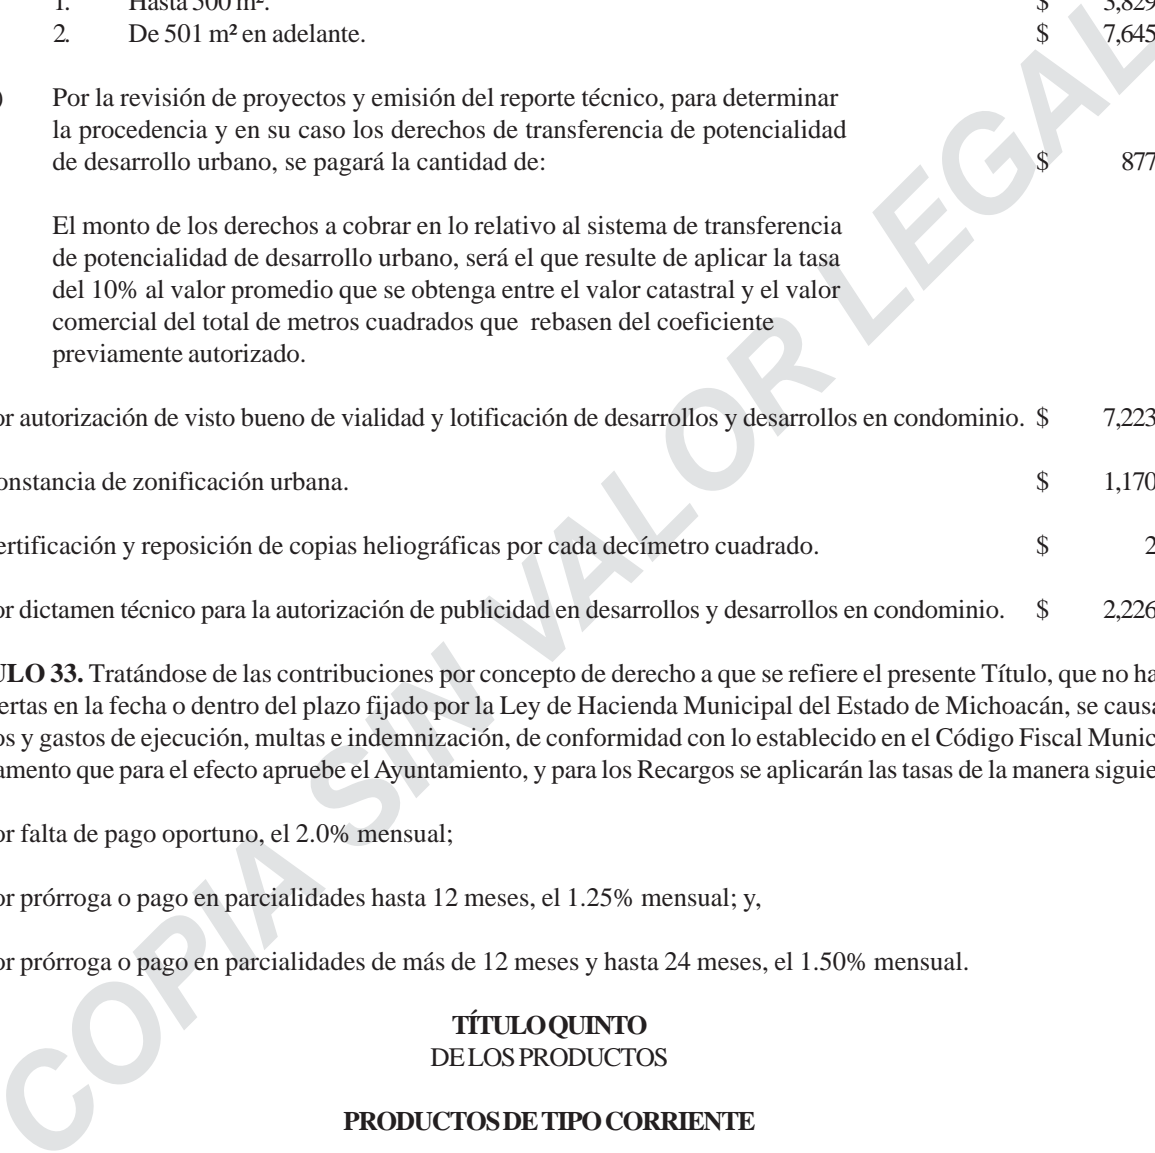 1. Hasta 500 m². $ 3,829
2. De 501 m² en adelante. $ 7,645
) Por la revisión de proyectos y emisión del reporte técnico, para determinar
la procedencia y en su caso los derechos de transferencia de potencialidad
de desarrollo urbano, se pagará la cantidad de: $ 877
El monto de los derechos a cobrar en lo relativo al sistema de transferencia
de potencialidad de desarrollo urbano, será el que resulte de aplicar la tasa
del 10% al valor promedio que se obtenga entre el valor catastral y el valor
comercial del total de metros cuadrados que rebasen del coeficiente
previamente autorizado.
or autorización de visto bueno de vialidad y lotificación de desarrollos y desarrollos en condominio. $ 7,223
onstancia de zonificación urbana. $ 1,170
ertificación y reposición de copias heliográficas por cada decímetro cuadrado. $ 2
or dictamen técnico para la autorización de publicidad en desarrollos y desarrollos en condominio. $ 2,226
ULO 33. Tratándose de las contribuciones por concepto de derecho a que se refiere el presente Título, que no ha
ertas en la fecha o dentro del plazo fijado por la Ley de Hacienda Municipal del Estado de Michoacán, se causa
os y gastos de ejecución, multas e indemnización, de conformidad con lo establecido en el Código Fiscal Munic
amento que para el efecto apruebe el Ayuntamiento, y para los Recargos se aplicarán las tasas de la manera siguie
or falta de pago oportuno, el 2.0% mensual;
or prórroga o pago en parcialidades hasta 12 meses, el 1.25% mensual; y,
or prórroga o pago en parcialidades de más de 12 meses y hasta 24 meses, el 1.50% mensual.
TÍTULO QUINTO
DE LOS PRODUCTOS
PRODUCTOS DE TIPO CORRIENTE
COPIA SIN VALOR LEGAL